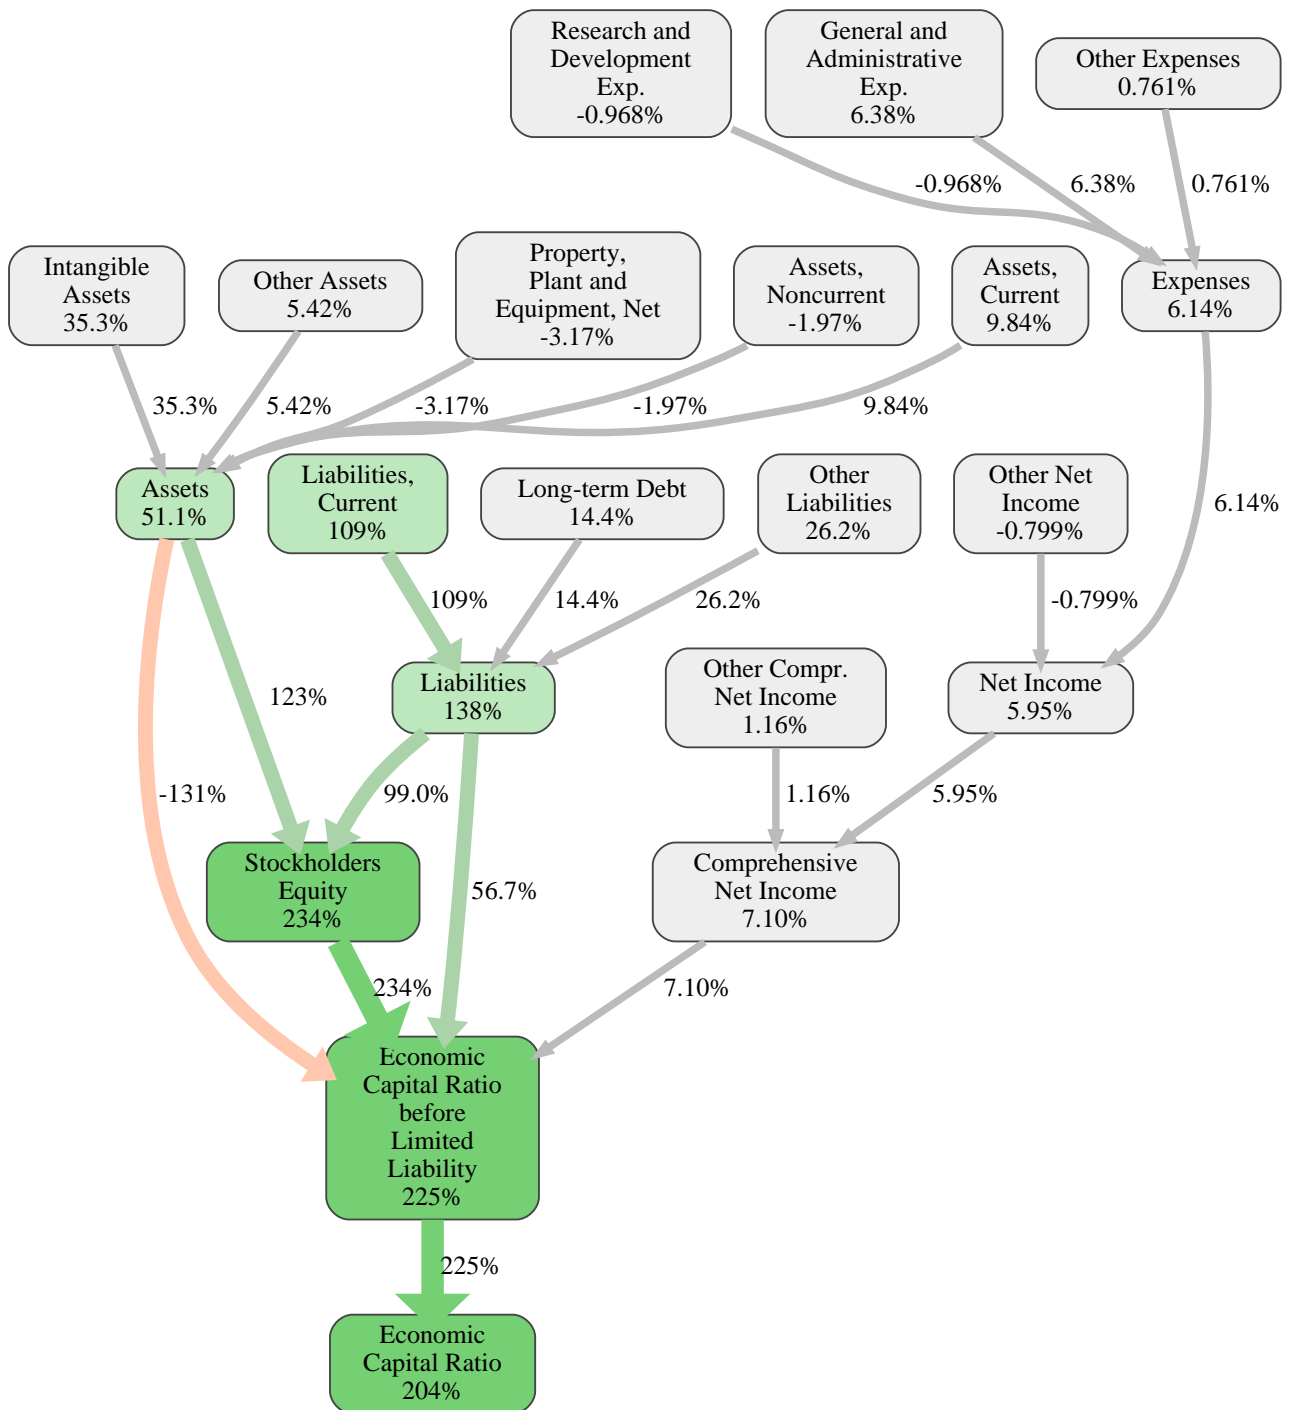 Research and
Development
Exp.
-0.968%
General and
Administrative
Exp.
6.38%
Other Expenses
0.761%
-0.968%
6.38%
0.761%
Intangible
Assets
35.3%
Other Assets
5.42%
Property,
Plant and
Equipment, Net
-3.17%
Assets,
Noncurrent
-1.97%
Assets,
Current
9.84%
Expenses
6.14%
35.3%
5.42%
-3.17%
-1.97%
9.84%
Assets
51.1%
Liabilities,
Current
109%
Long-term Debt
14.4%
Other
Liabilities
26.2%
Other Net
Income
-0.799%
6.14%
109%
14.4%
26.2%
-0.799%
123%
Liabilities
138%
Other Compr.
Net Income
1.16%
Net Income
5.95%
-131%
99.0%
1.16%
5.95%
Stockholders
Equity
234%
56.7%
Comprehensive
Net Income
7.10%
234%
7.10%
Economic
Capital Ratio
before
Limited
Liability
225%
225%
Economic
Capital Ratio
204%